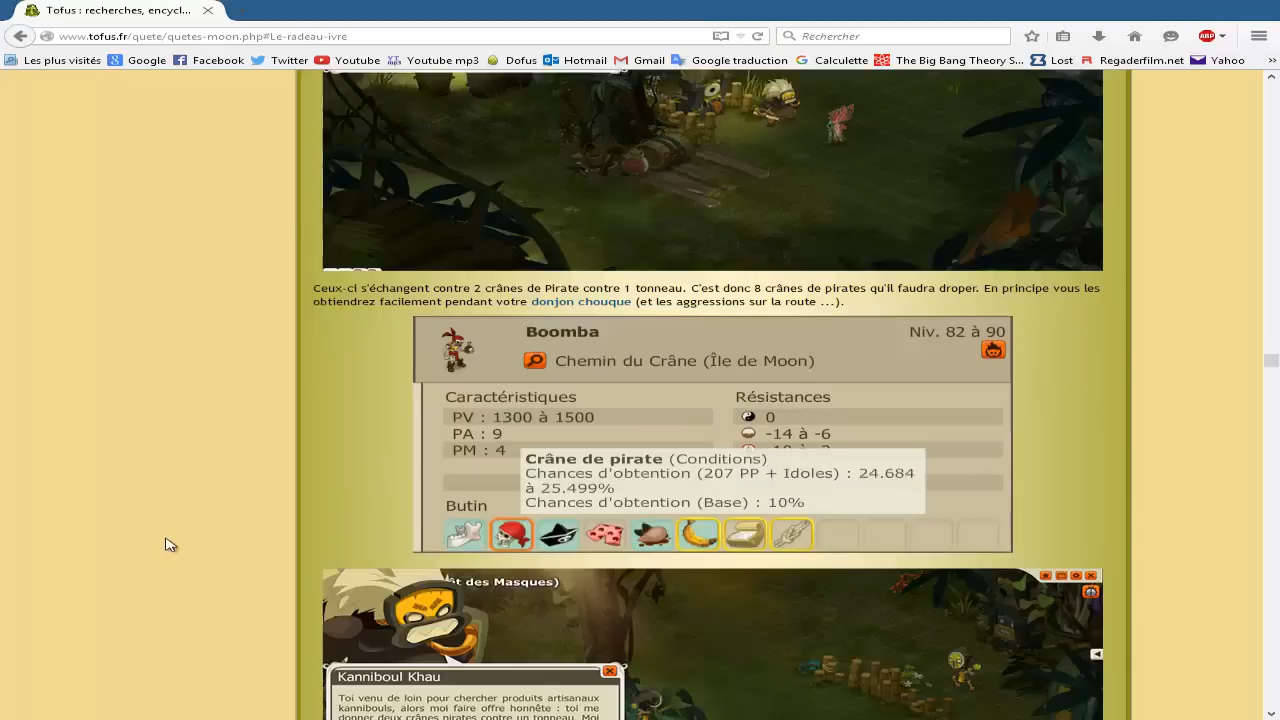 Tofus : recherches, encycl...
www.tofus.fr/quete/quetes-moon.php#Le-radeau-ivre
Rechercher
ABP
Les plus visités Google Facebook Twitter Youtube Youtube mp3 Dofus Hotmail Gmail Google traduction Calculette The Big Bang Theory S... Lost Regaderfilm.net Yahoo
Ceux-ci s'échangent contre 2 crânes de Pirate contre 1 tonneau. C'est donc 8 crânes de pirates qu'il faudra droper. En principe vous les
obtiendrez facilement pendant votre donjon chouque (et les aggressions sur la route ...).
Boomba
Niv. 82 à 90
Chemin du Crâne (Île de Moon)
Caractéristiques
Résistances
PV : 1300 à 1500
0
PA : 9
-14 à -6
PM : 4
Crâne de pirate (Conditions)
Chances d'obtention (207 PP + Idoles) : 24.684
à 25.499%
Chances d'obtention (Base) : 10%
Butin
êt des Masques)
Kanniboul Khau
Toi venu de loin pour chercher produits artisanaux
kannibouls, alors moi faire offre honnête : toi me
donner deux crânes pirates contre un tonneau. Moi